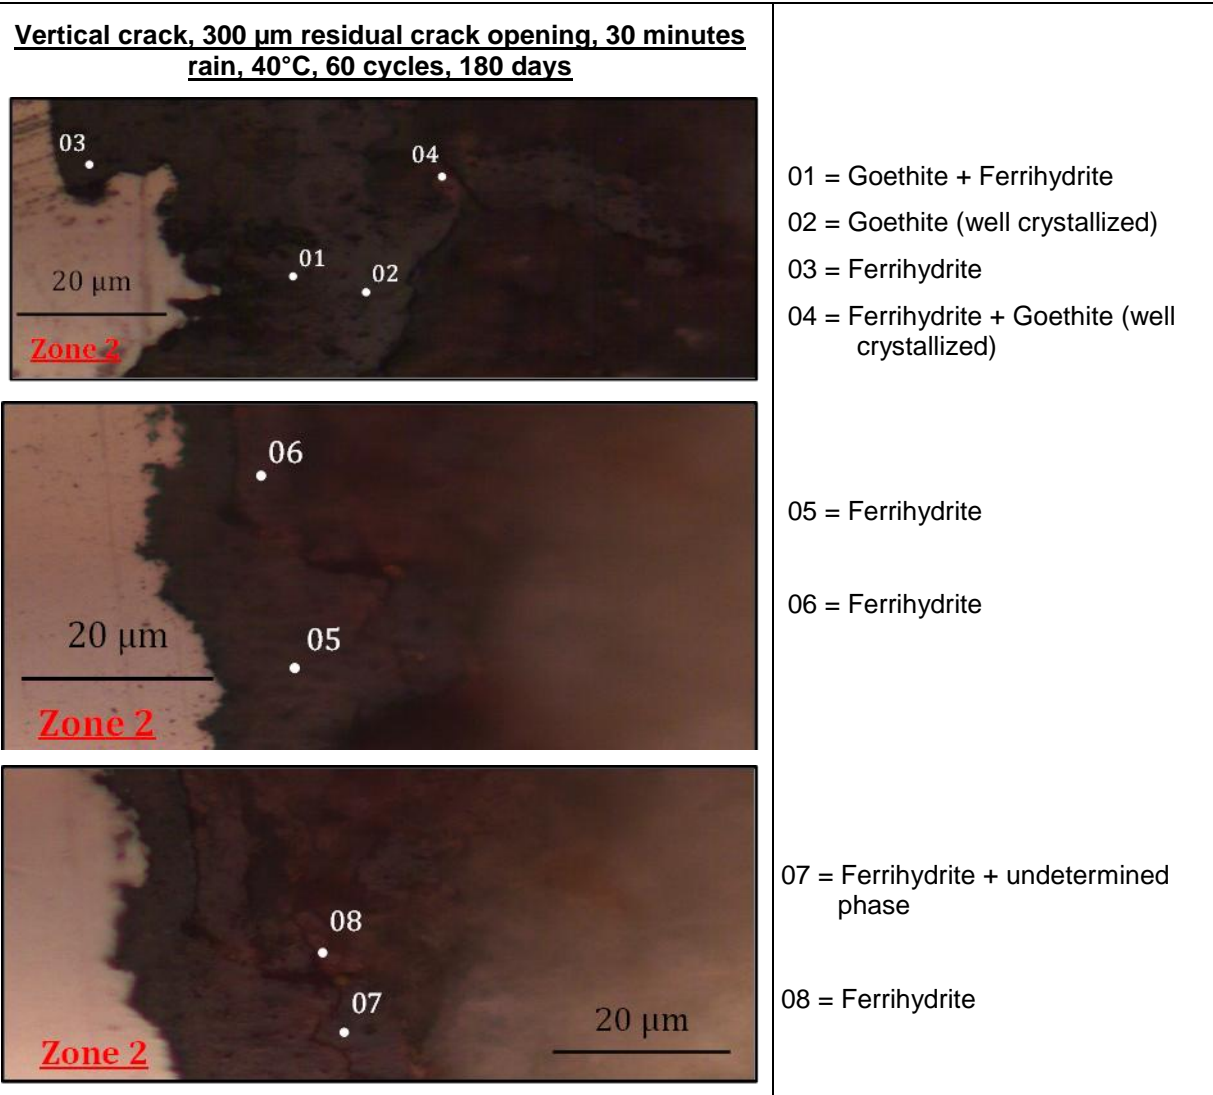 Vertical crack, 300 µm residual crack opening, 30 minutes
rain, 40°C, 60 cycles, 180 days
03
04
01
02
20 µm
Zone 2
01 = Goethite + Ferrihydrite
02 = Goethite (well crystallized)
03 = Ferrihydrite
04 = Ferrihydrite + Goethite (well
crystallized)
06
05
20 µm
Zone 2
05 = Ferrihydrite
06 = Ferrihydrite
08
07
20 µm
Zone 2
07 = Ferrihydrite + undetermined
phase
08 = Ferrihydrite